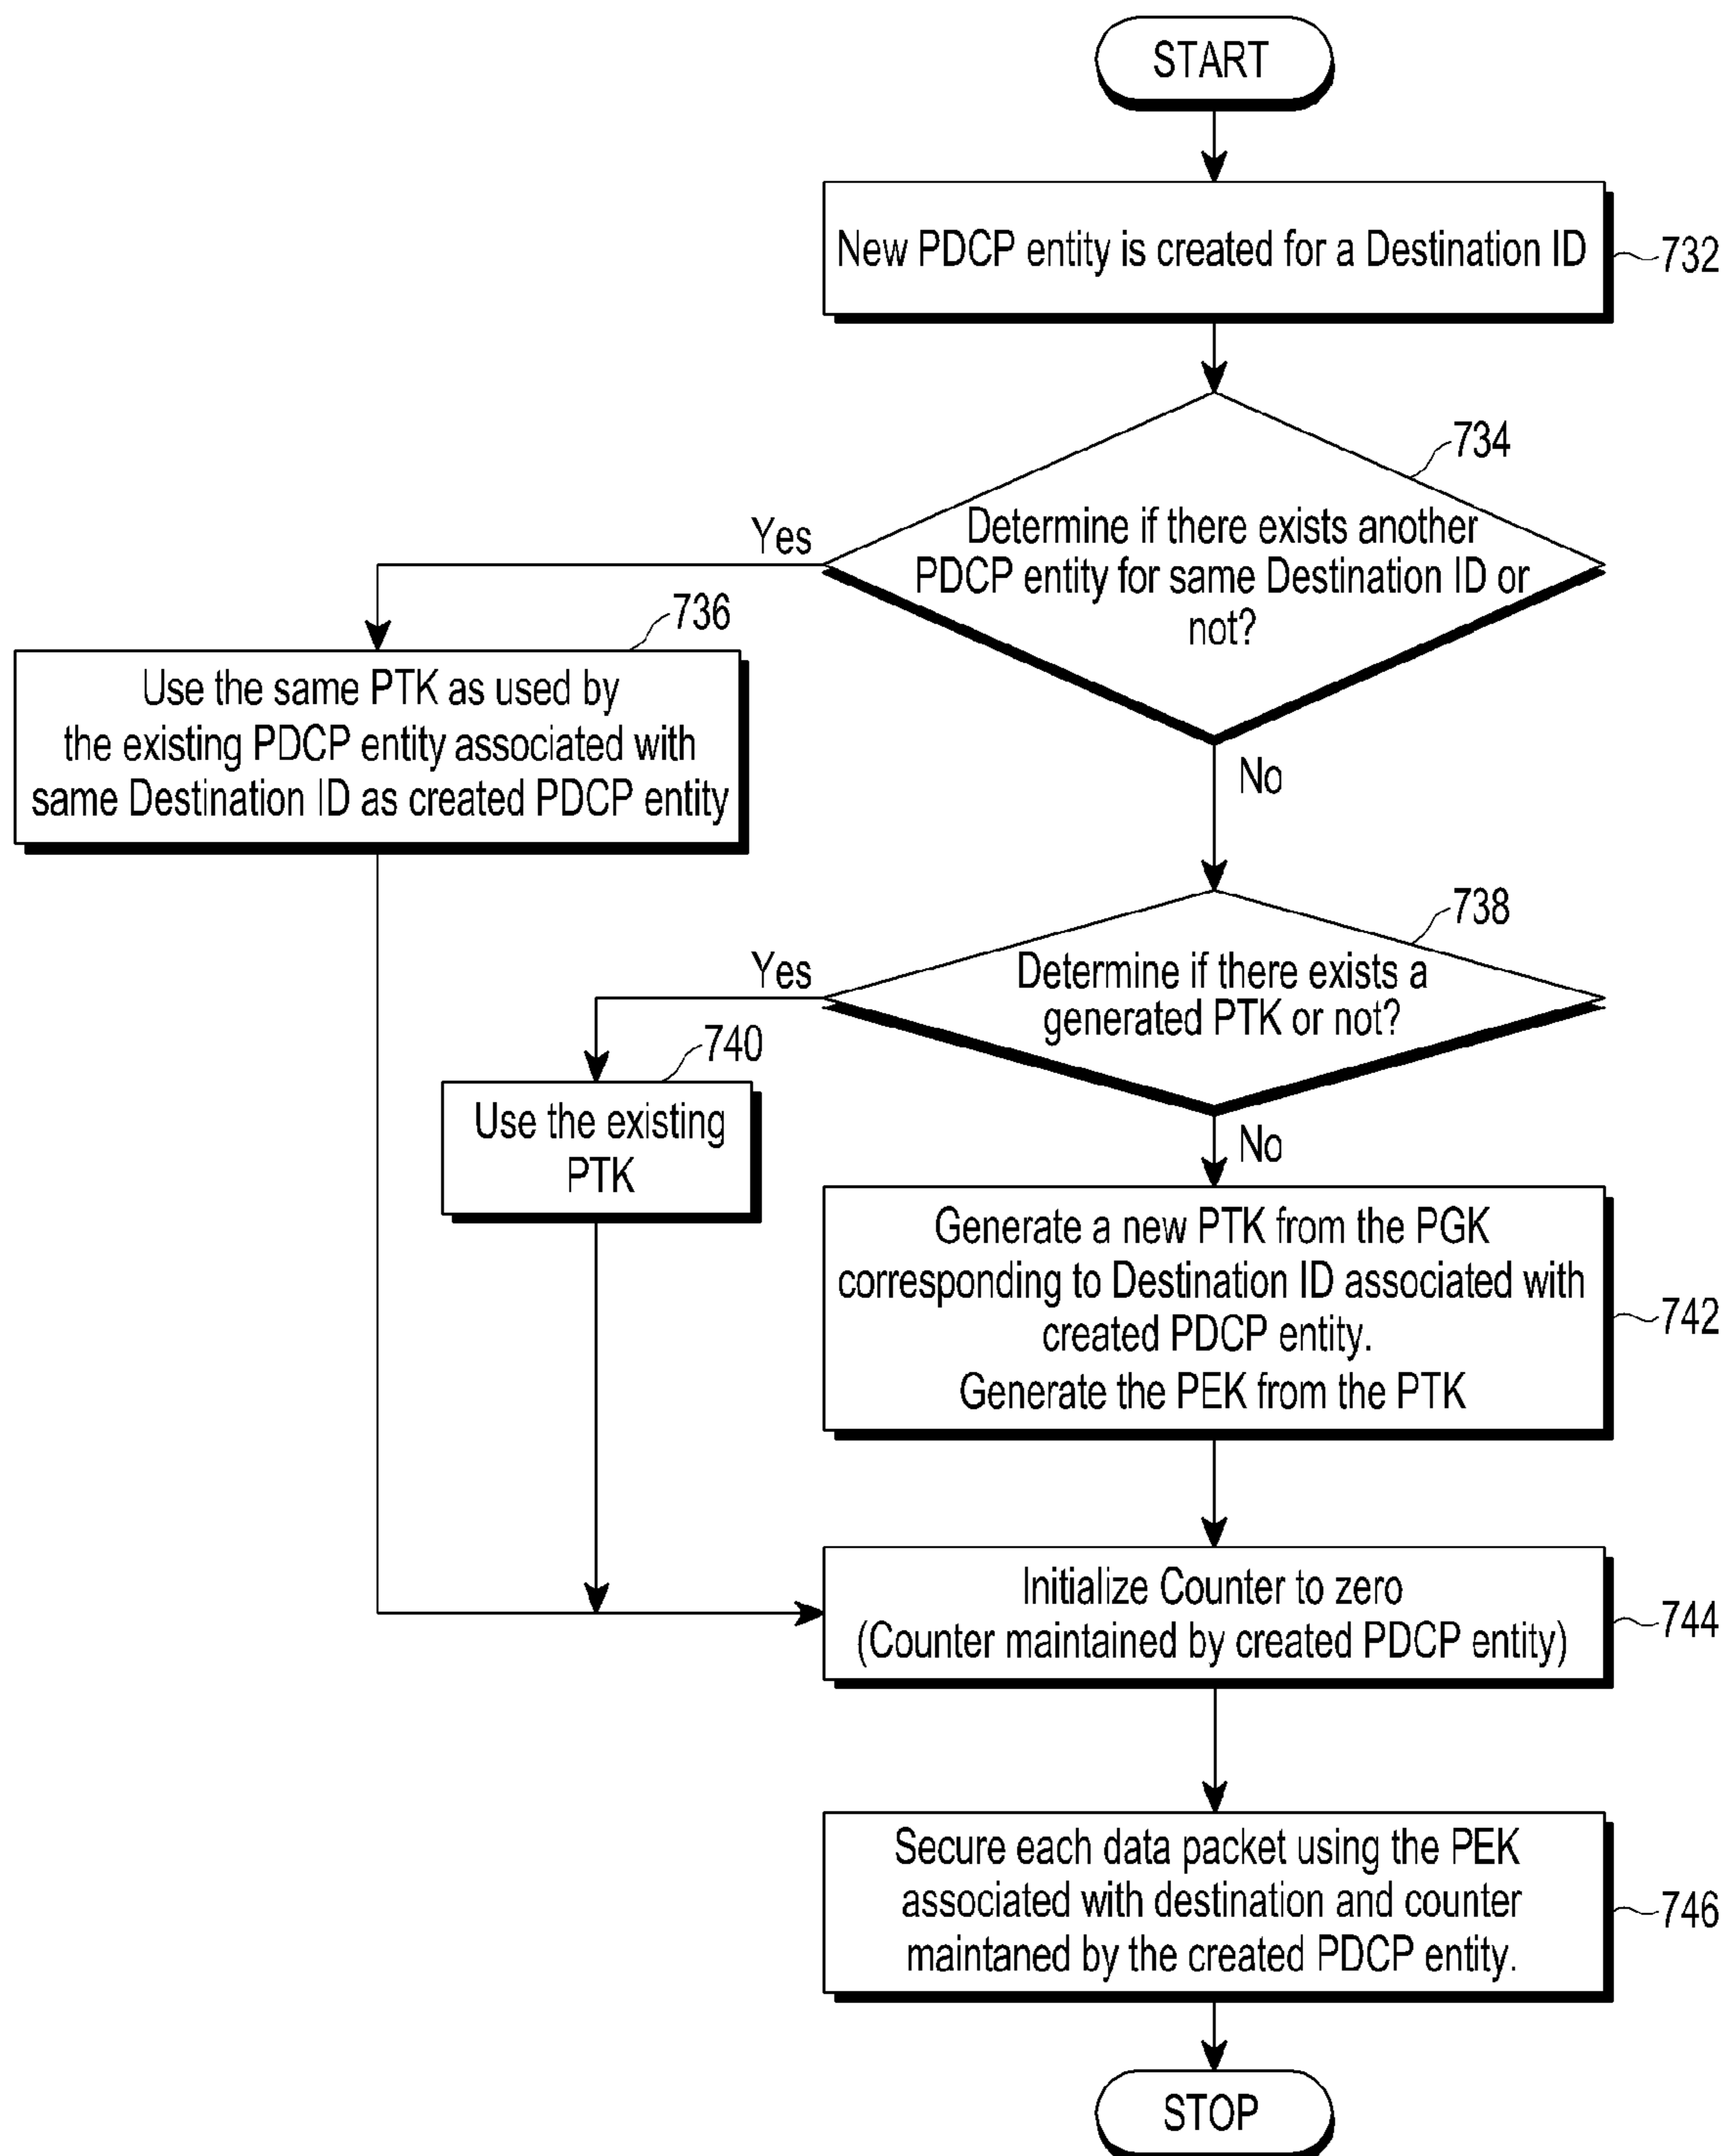 START
New PDCP entity is created for a Destination ID
732
734
Determine if there exists another
PDCP entity for same Destination ID or
not?
Yes
No
736
Use the same PTK as used by
the existing PDCP entity associated with
same Destination ID as created PDCP entity
738
Determine if there exists a
generated PTK or not?
Yes
No
740
Use the existing
PTK
Generate a new PTK from the PGK
corresponding to Destination ID associated with
created PDCP entity.
Generate the PEK from the PTK
742
Initialize Counter to zero
(Counter maintained by created PDCP entity)
744
Secure each data packet using the PEK
associated with destination and counter
maintaned by the created PDCP entity.
746
STOP